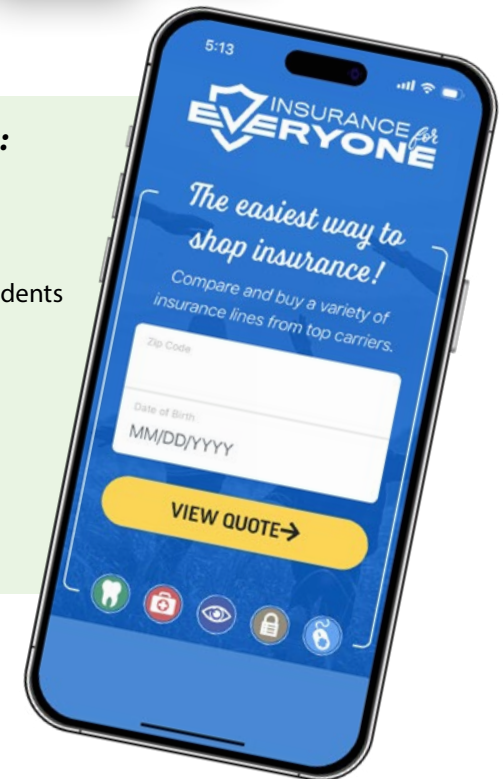 :
dents
5:13
INSURANCE for
EVERYONE
The easiest way to
shop insurance!
Compare and buy a variety of
insurance lines from top carriers.
Zip Code
Date of Birth
MM/DD/YYYY
VIEW QUOTE→